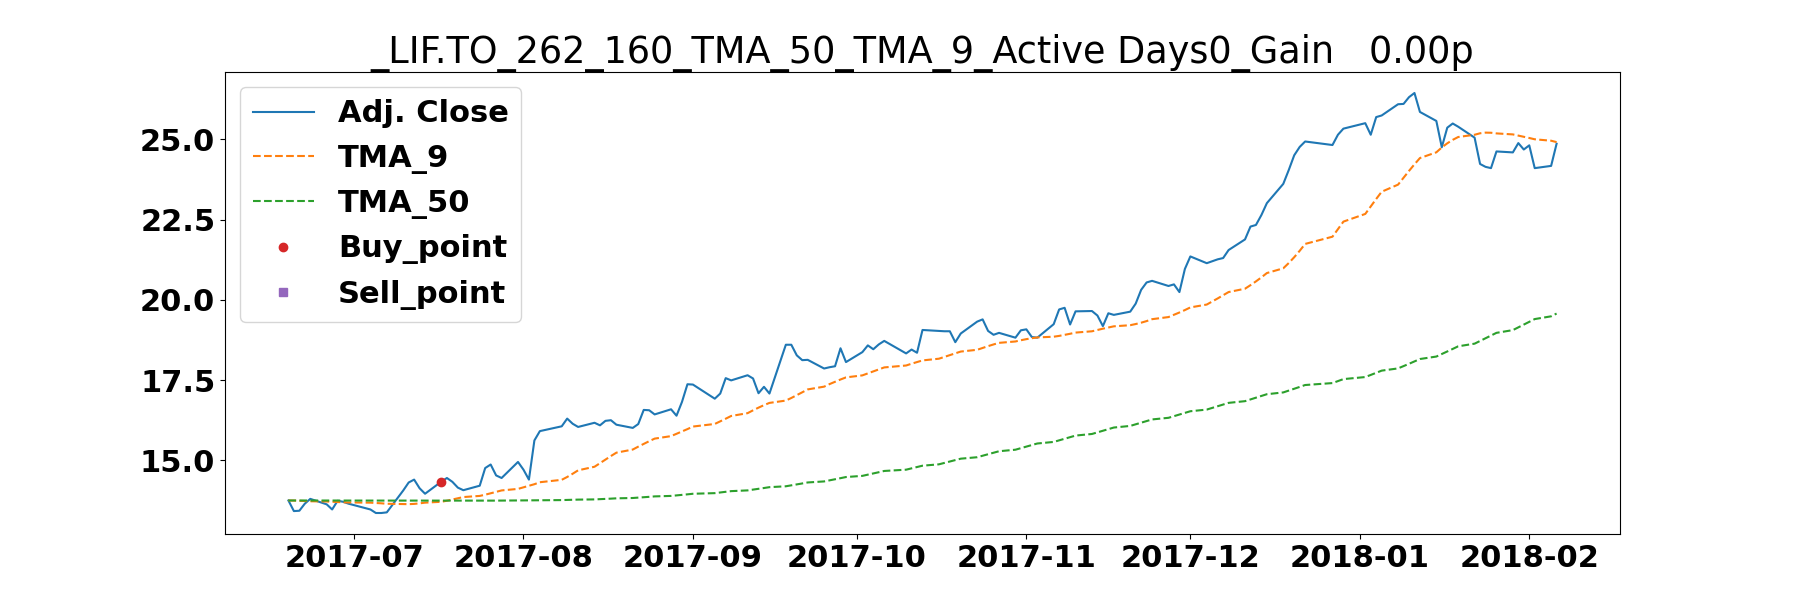 _LIF.TO_262_160_TMA_50_TMA_9_Active Days0_Gain   0.00p
Adj. Close
TMA_9
TMA_50
Buy_point
Sell_point
25.0
22.5
20.0
17.5
15.0
2017-07 2017-08 2017-09 2017-10 2017-11 2017-12 2018-01 2018-02